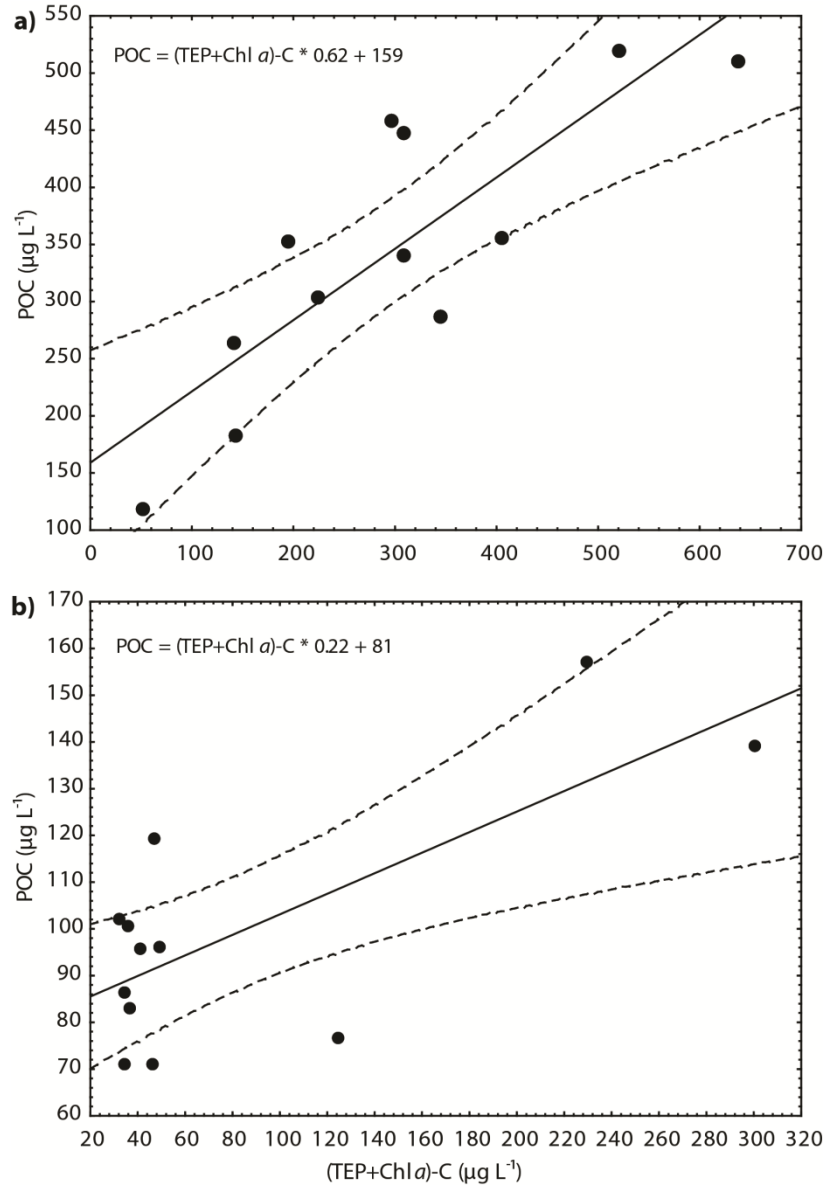 a)
POC = (TEP+Chl a)-C * 0.62 + 159
550
500
450
400
350
300
250
200
150
100
POC (µg L-1)
0 100 200 300 400 500 600 700
b)
POC = (TEP+Chl a)-C * 0.22 + 81
170
160
150
140
130
120
110
100
90
80
70
60
POC (µg L-1)
20 40 60 80 100 120 140 160 180 200 220 240 260 280 300 320
(TEP+Chl a)-C (µg L-1)